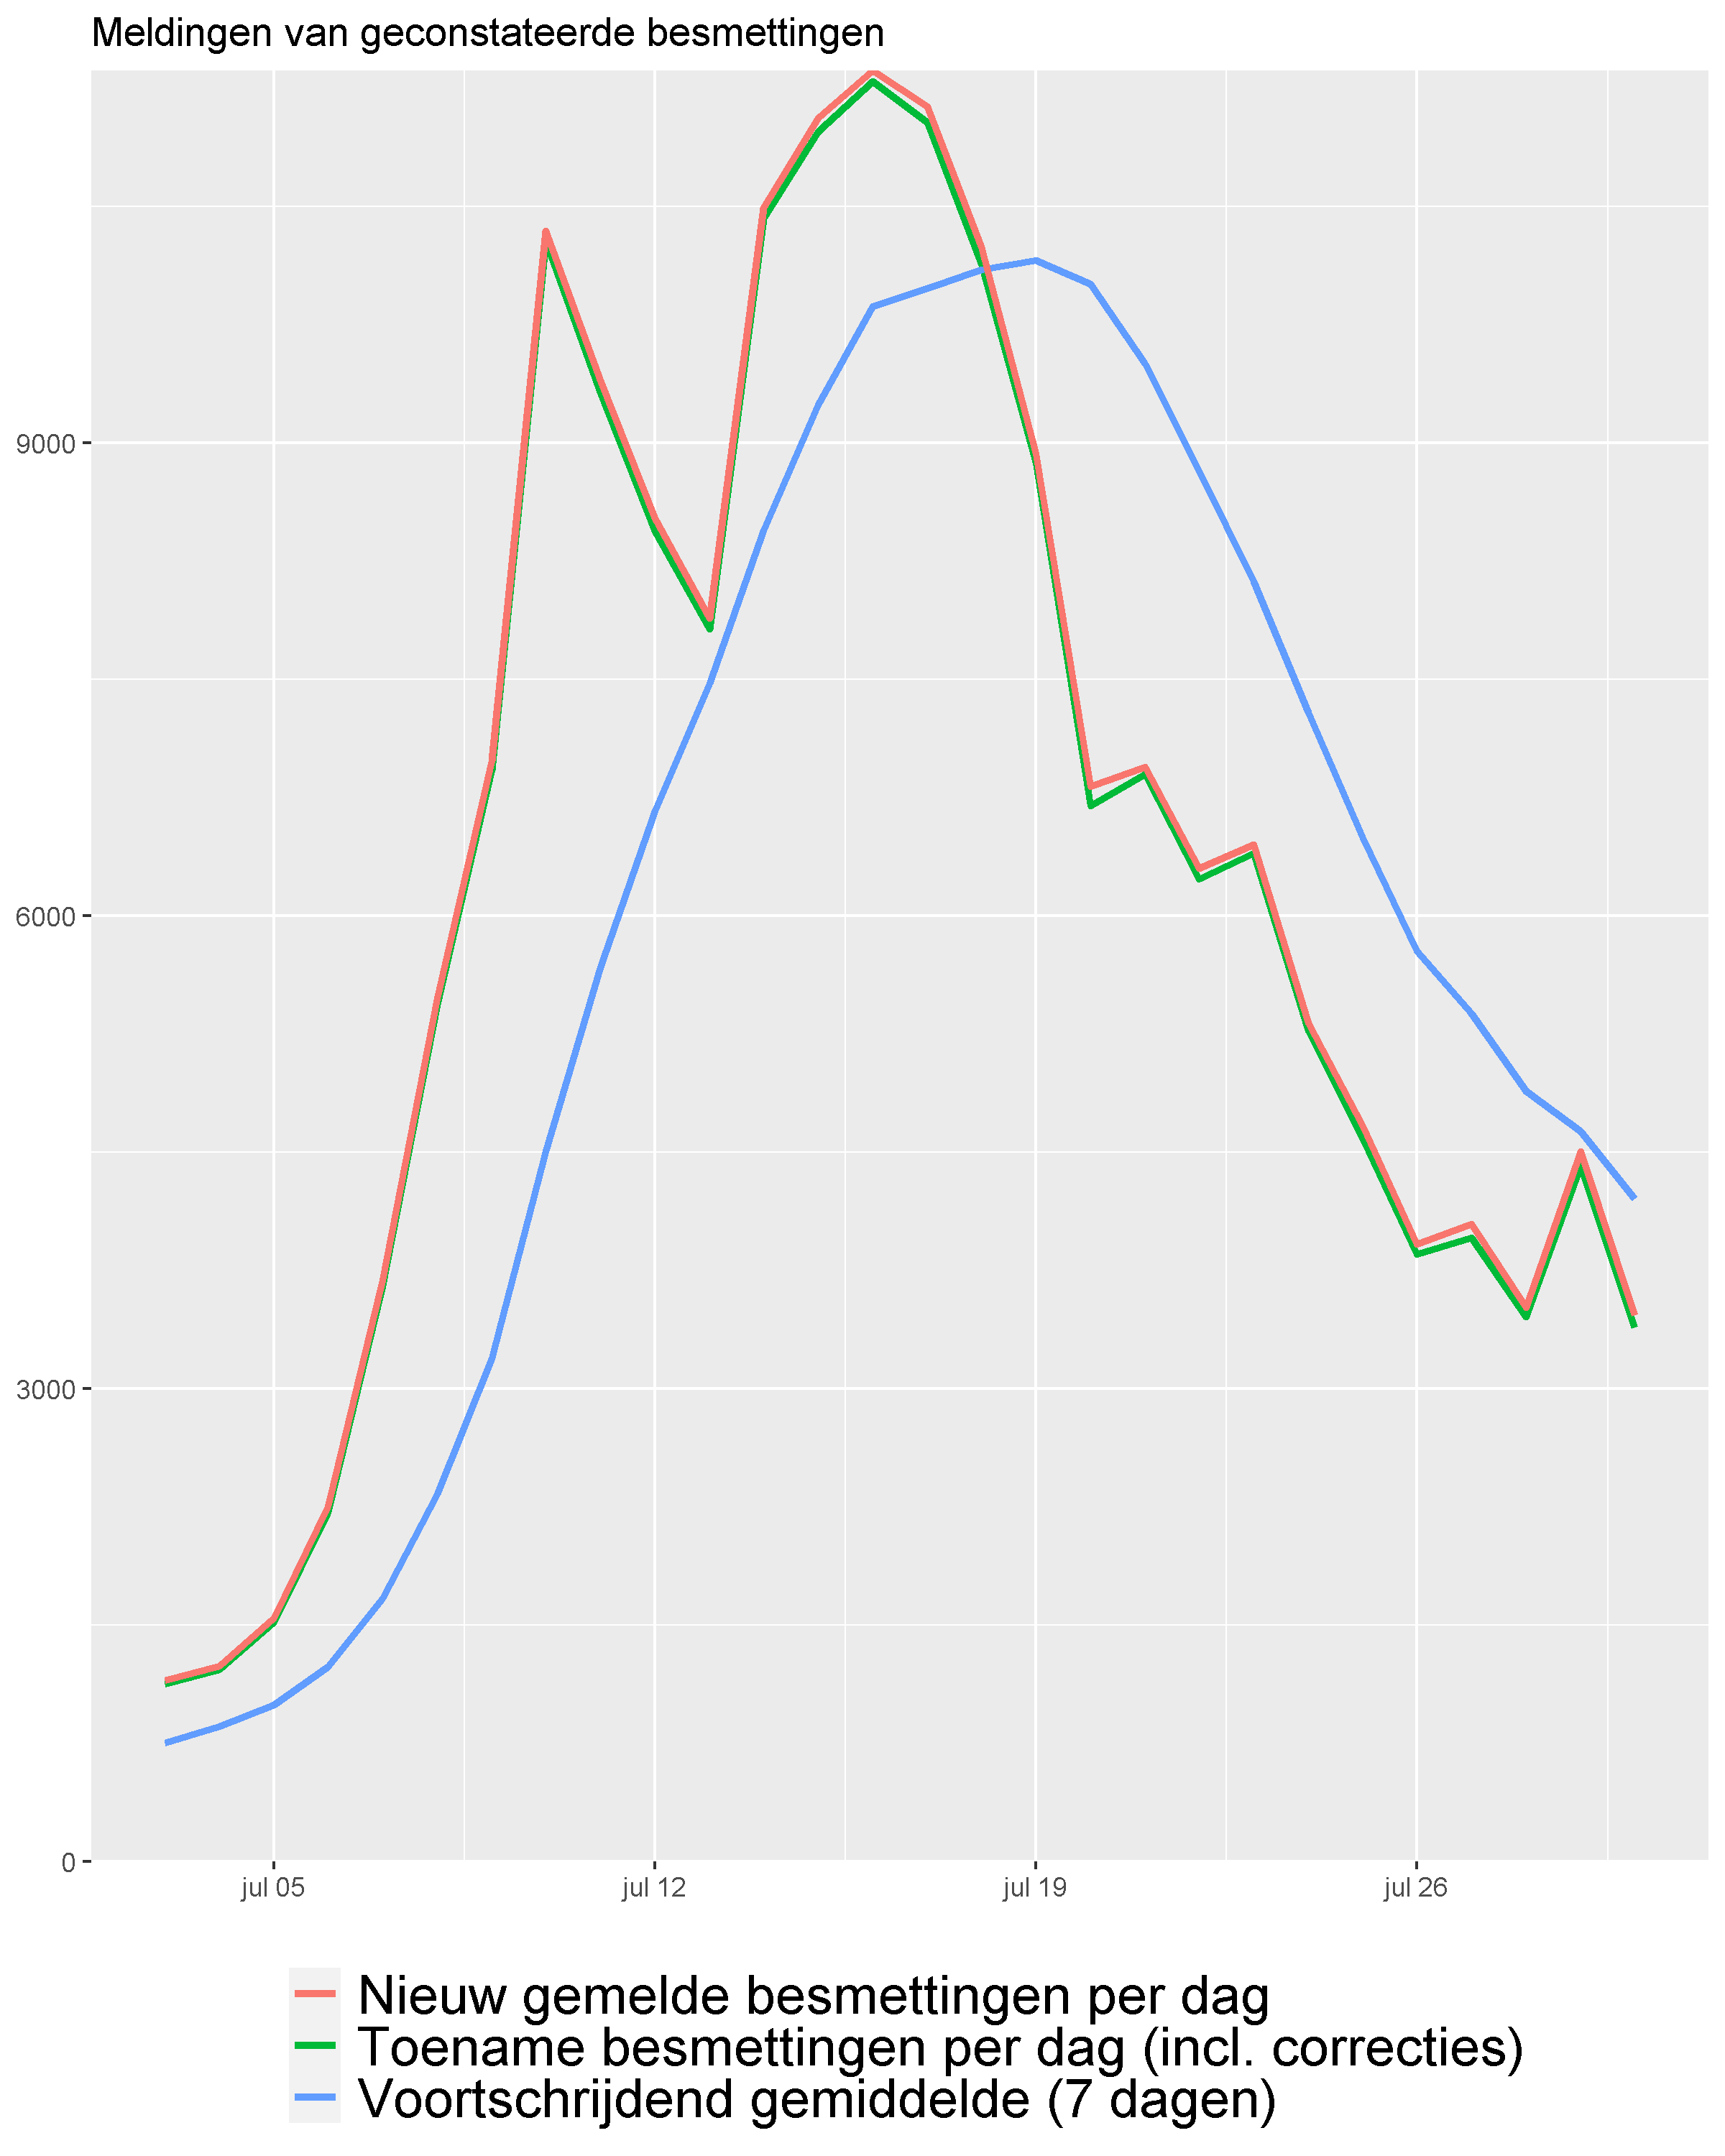 Meldingen van geconstateerde besmettingen
9000
6000
3000
0
jul 05
jul 12
jul 19
jul 26
Nieuw gemelde besmettingen per dag
Toename besmettingen per dag (incl. correcties)
Voortschrijdend gemiddelde (7 dagen)